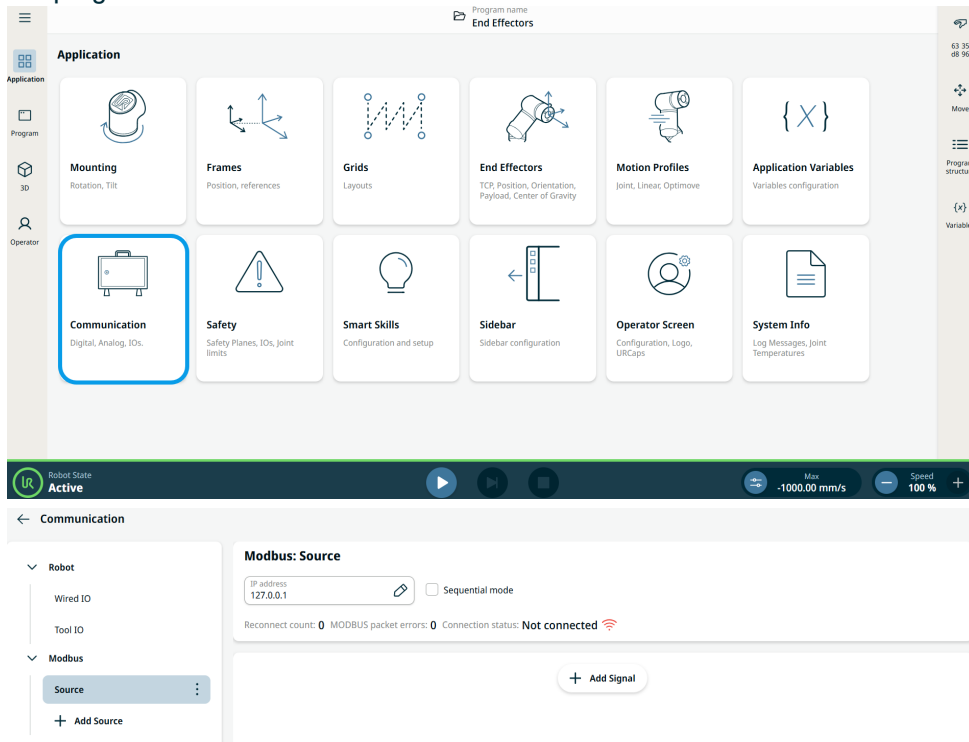 Program name
End Effectors
Application
63 35
d8 96
Application
Program
3D
Operator
Move
Mounting
Rotation, Tilt
Frames
Position, references
Grids
Layouts
End Effectors
TCP, Position, Orientation,
Payload, Center of Gravity
Motion Profiles
Joint, Linear, Optimove
Application Variables
Variables configuration
{x}
Communication
Digital, Analog, IOs.
Safety
Safety Planes, IOs, Joint
limits
Smart Skills
Configuration and setup
Sidebar
Sidebar configuration
Operator Screen
Configuration, Logo,
URCaps
System Info
Log Messages, Joint
Temperatures
UR
Robot State
Active
Max
-1000.00 mm/s
Speed
100 %
Communication
Robot
Wired IO
Tool IO
Modbus
Source
Add Source
Modbus: Source
IP address
127.0.0.1
Sequential mode
Reconnect count: 0 MODBUS packet errors: 0 Connection status: Not connected
Add Signal